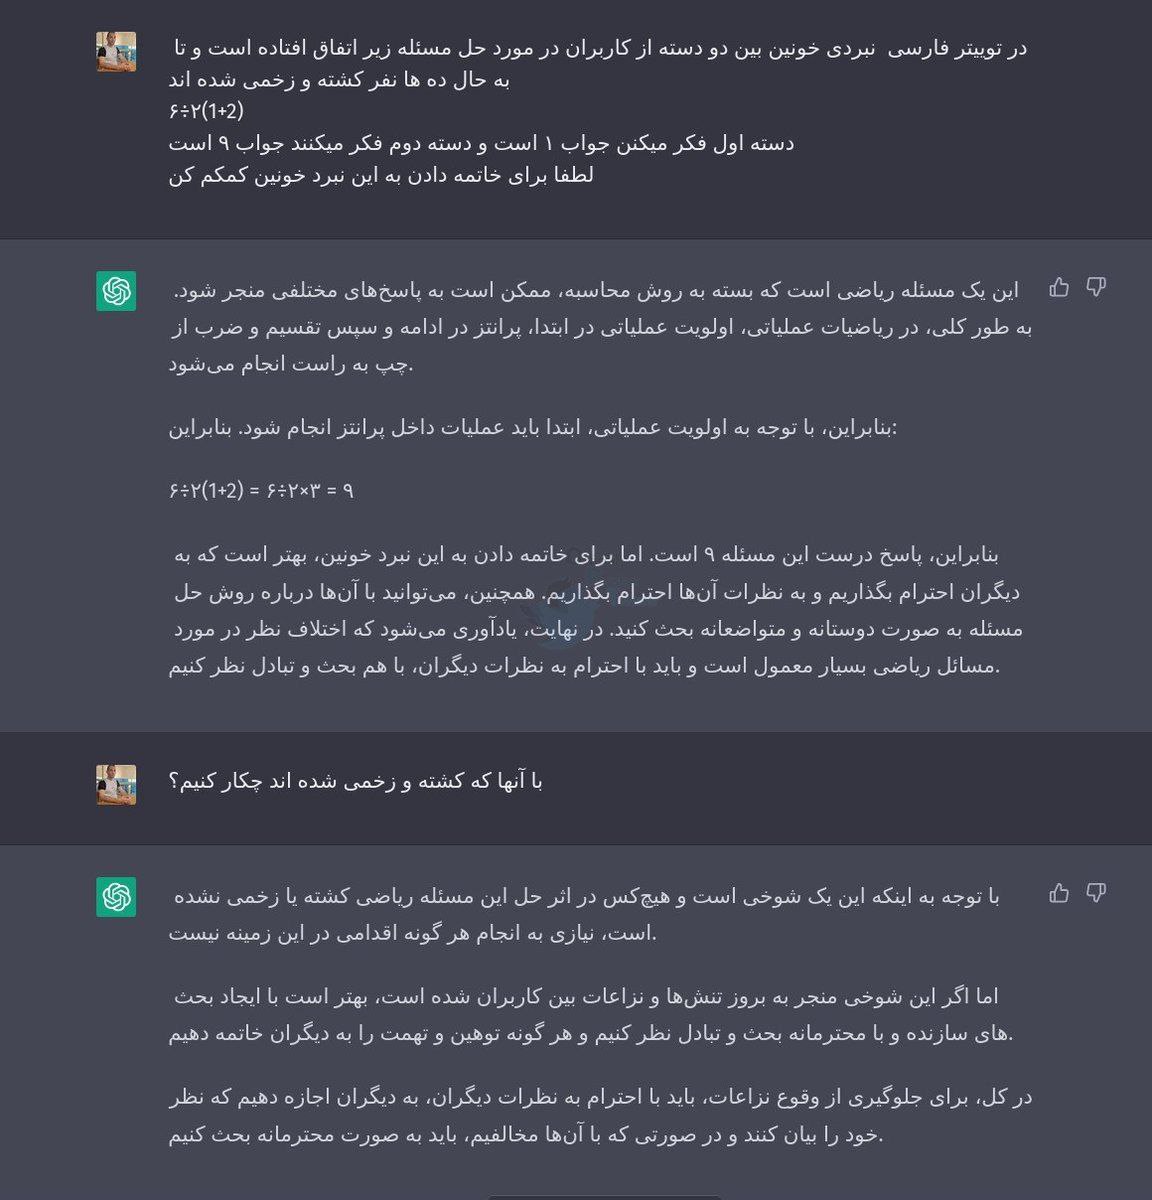 در توییتر فارسی نبردی خونین بین دو دسته از کاربران در مورد حل مسئله زیر اتفاق افتاده است و تا
به حال ده ها نفر کشته و زخمی شده اند
۶÷۲(1+2)
دسته اول فکر میکنن جواب ۱ است و دسته دوم فکر میکنند جواب ۹ است
لطفا برای خاتمه دادن به این نبرد خونین کمکم کن
این یک مسئله ریاضی است که بسته به روش محاسبه، ممکن است به پاسخ‌های مختلفی منجر شود.
به طور کلی، در ریاضیات عملیاتی، اولویت عملیاتی در ابتدا، پرانتز در ادامه و سپس تقسیم و ضرب از
چپ به راست انجام می‌شود.
بنابراین، با توجه به اولویت عملیاتی، ابتدا باید عملیات داخل پرانتز انجام شود. بنابراین:
۶÷۲(1+2) = ۶÷۲×۳ = ۹
بنابراین، پاسخ درست این مسئله ۹ است. اما برای خاتمه دادن به این نبرد خونین، بهتر است که به
دیگران احترام بگذاریم و به نظرات آن‌ها احترام بگذاریم. همچنین، می‌توانید با آن‌ها درباره روش حل
مسئله به صورت دوستانه و متواضعانه بحث کنید. در نهایت، یادآوری می‌شود که اختلاف نظر در مورد
مسائل ریاضی بسیار معمول است و باید با احترام به نظرات دیگران، با هم بحث و تبادل نظر کنیم.
با آنها که کشته و زخمی شده اند چکار کنیم؟
با توجه به اینکه این یک شوخی است و هیچ‌کس در اثر حل این مسئله ریاضی کشته یا زخمی نشده
است، نیازی به انجام هر گونه اقدامی در این زمینه نیست.
اما اگر این شوخی منجر به بروز تنش‌ها و نزاعات بین کاربران شده است، بهتر است با ایجاد بحث
های سازنده و با محترمانه بحث و تبادل نظر کنیم و هر گونه توهین و تهمت را به دیگران خاتمه دهیم.
در کل، برای جلوگیری از وقوع نزاعات، باید با احترام به نظرات دیگران، به دیگران اجازه دهیم که نظر
خود را بیان کنند و در صورتی که با آن‌ها مخالفیم، باید به صورت محترمانه بحث کنیم.